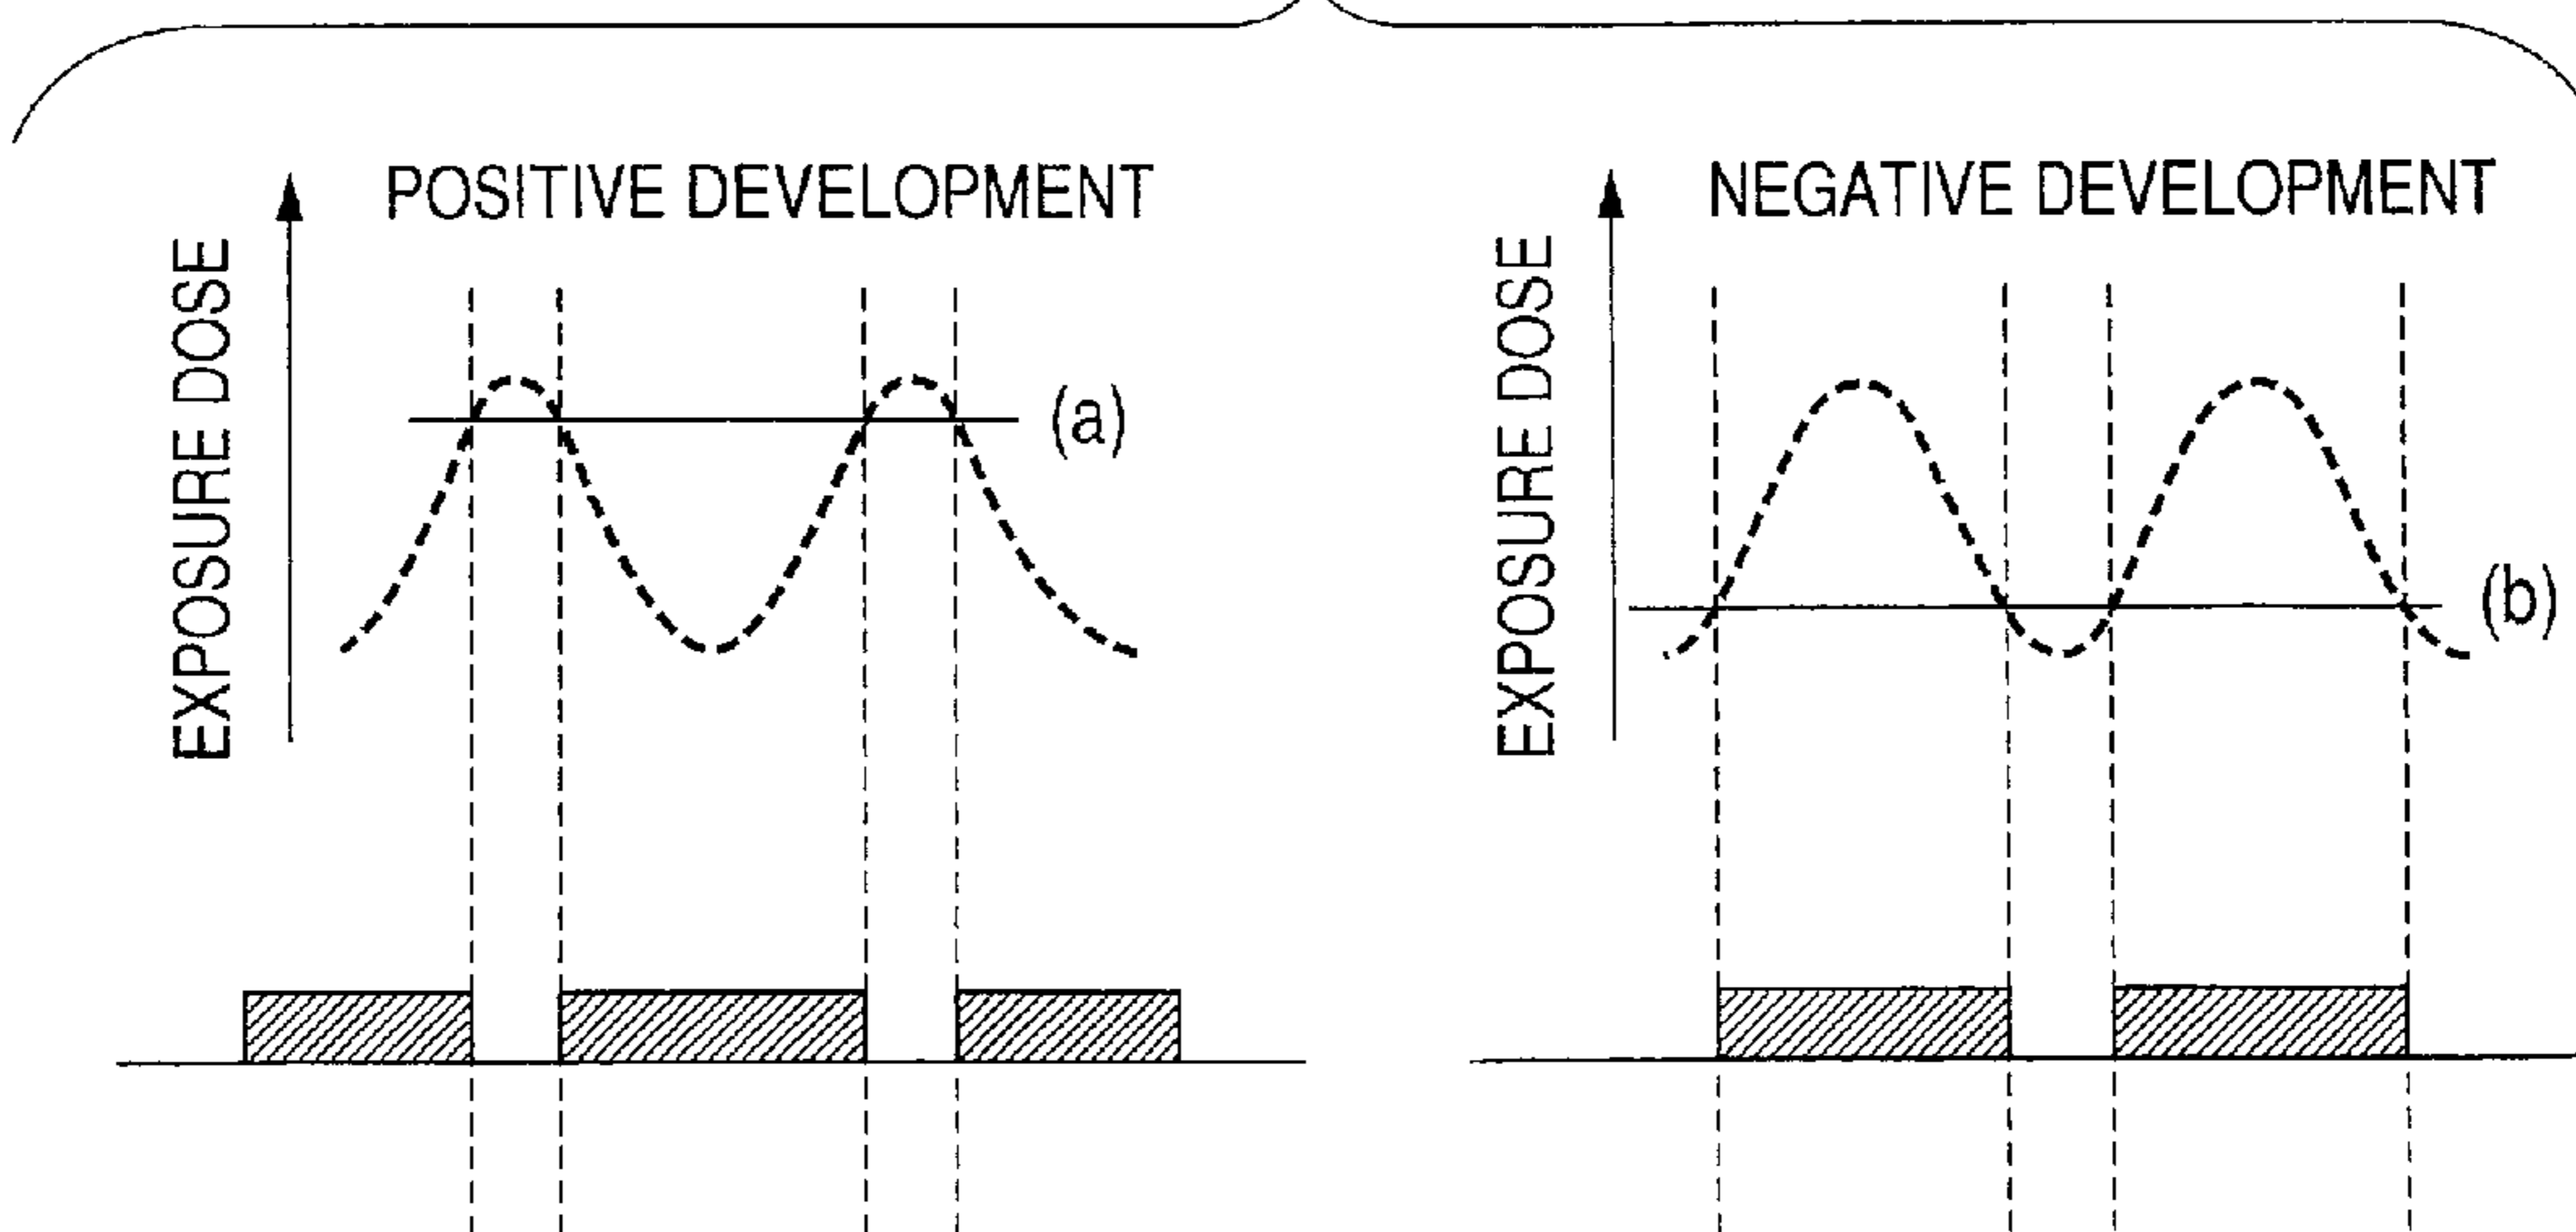 POSITIVE DEVELOPMENT
EXPOSURE DOSE
(a)
NEGATIVE DEVELOPMENT
EXPOSURE DOSE
(b)